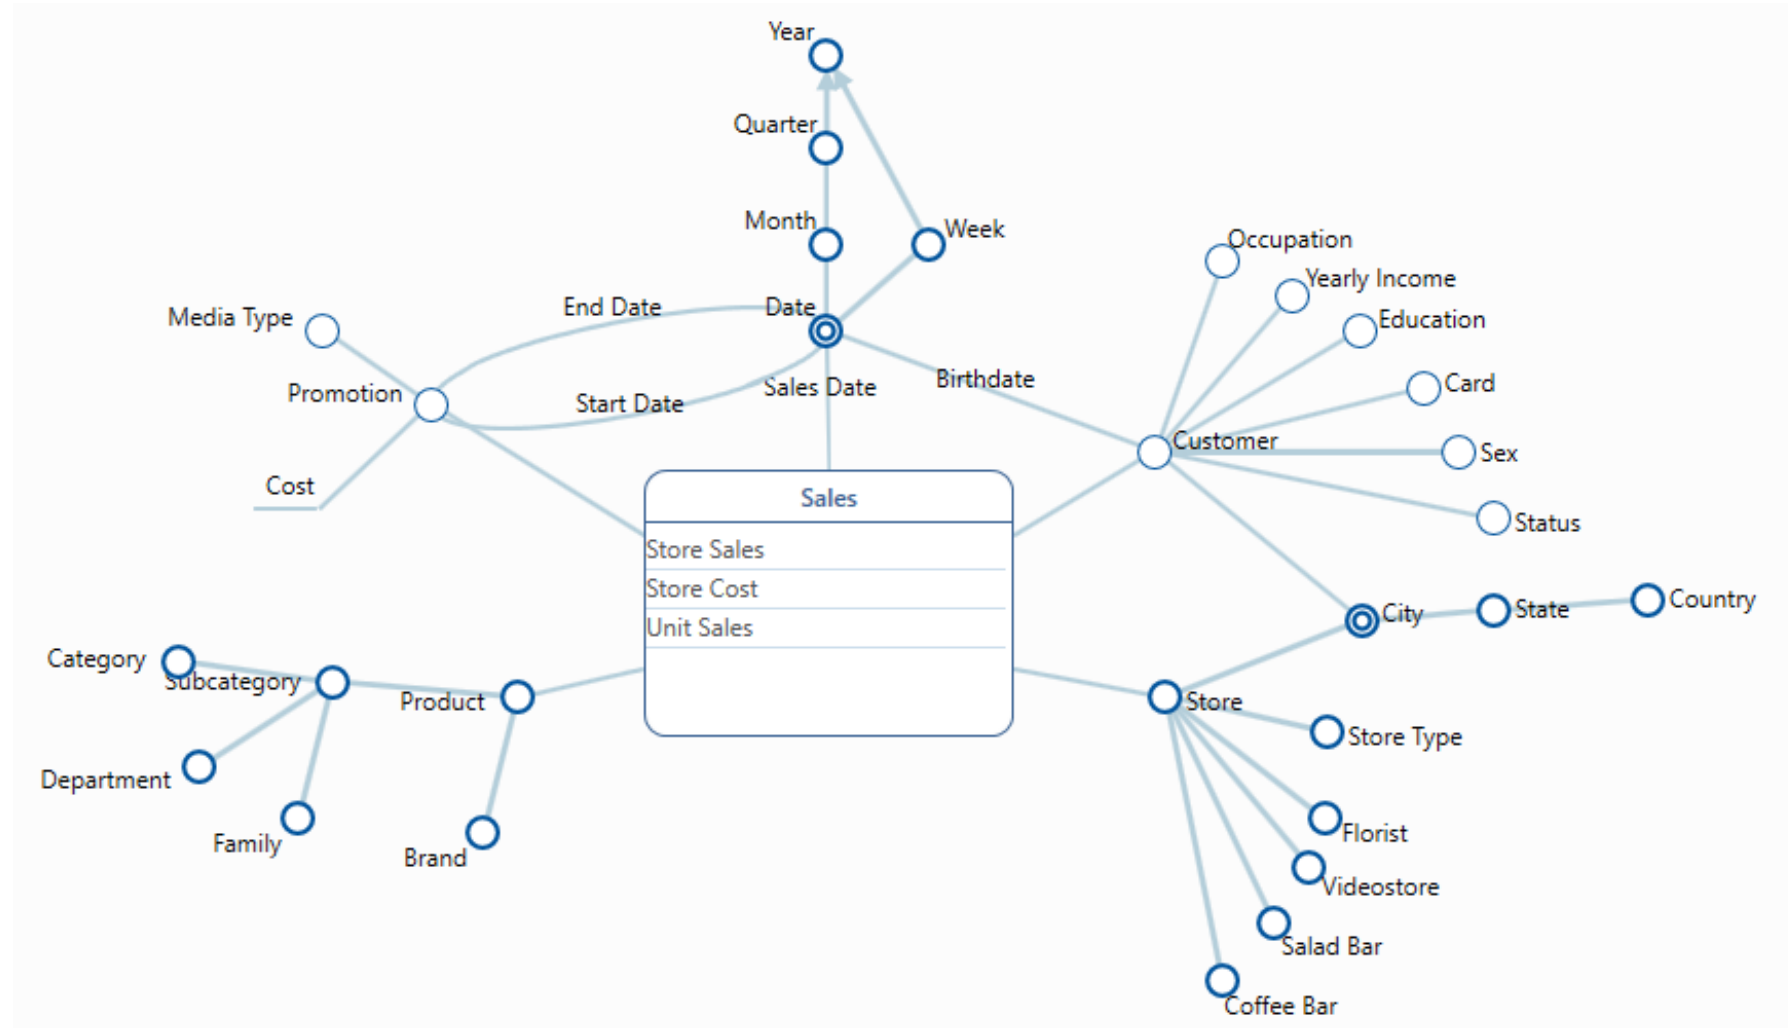 Year
Quarter
Month
Week
Occupation
Yearly Income
Media Type
End Date
Date
Education
Promotion
Start Date
Sales Date
Birthdate
Card
Customer
Sex
Cost
Sales
Status
Store Sales
Store Cost
Unit Sales
City
State
Country
Category
Subcategory
Product
Store
Store Type
Department
Family
Brand
Florist
Videostore
Salad Bar
Coffee Bar